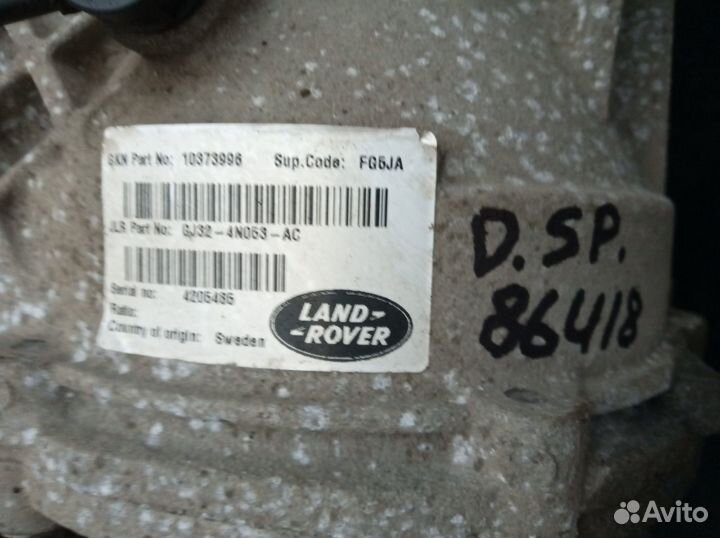 GKN Part No: 10373996 Sup.Code: FG5JA
JLR Part No: GJ32-4N053-AC
Serial no: 4205485
Ratio:
Country of origin: Sweden
LAND-
-ROVER
D.SP.
86418
Avito